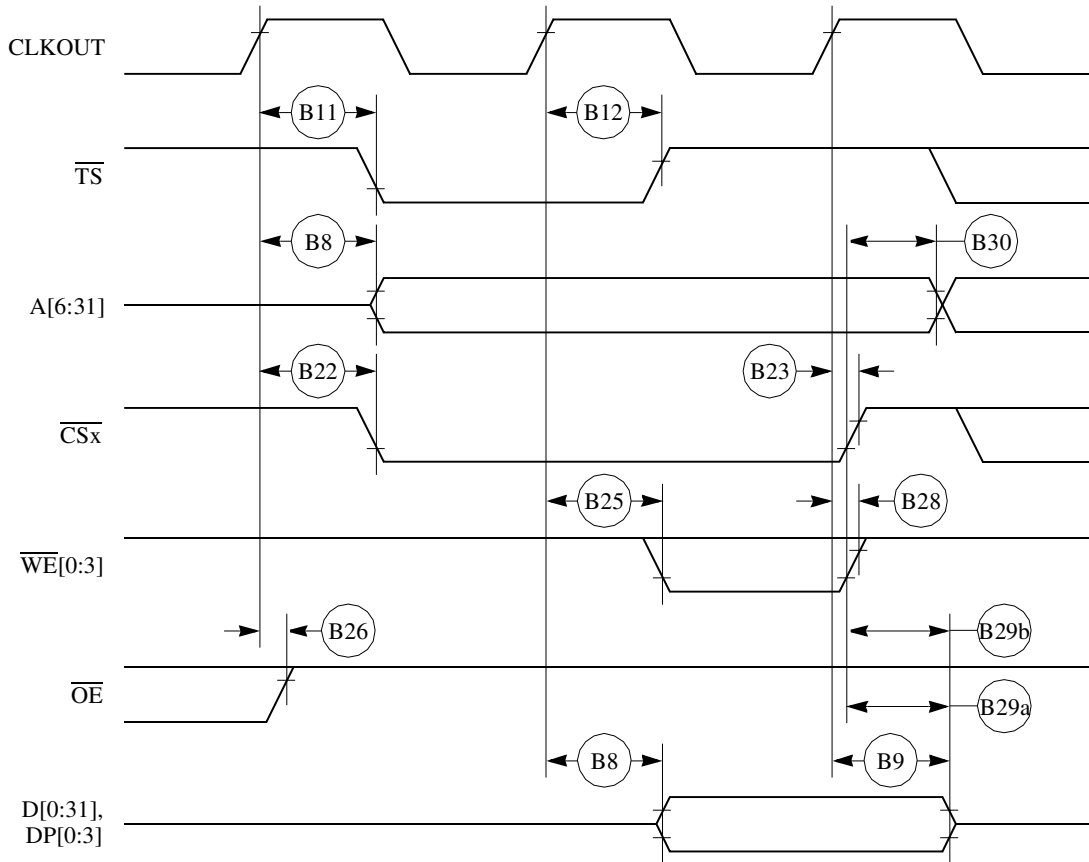 CLKOUT
B11
B12
TS
B8
B30
A[6:31]
B22
B23
CSx
B25
B28
WE[0:3]
B26
B29b
OE
B29a
B8
B9
D[0:31],
DP[0:3]